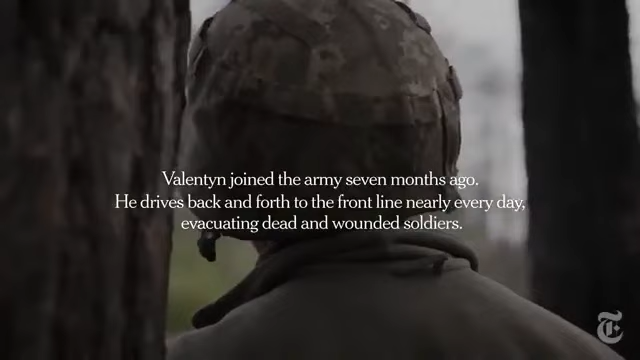 Valentyn joined the army seven months ago.
He drives back and forth to the front line nearly every day,
evacuating dead and wounded soldiers.
T